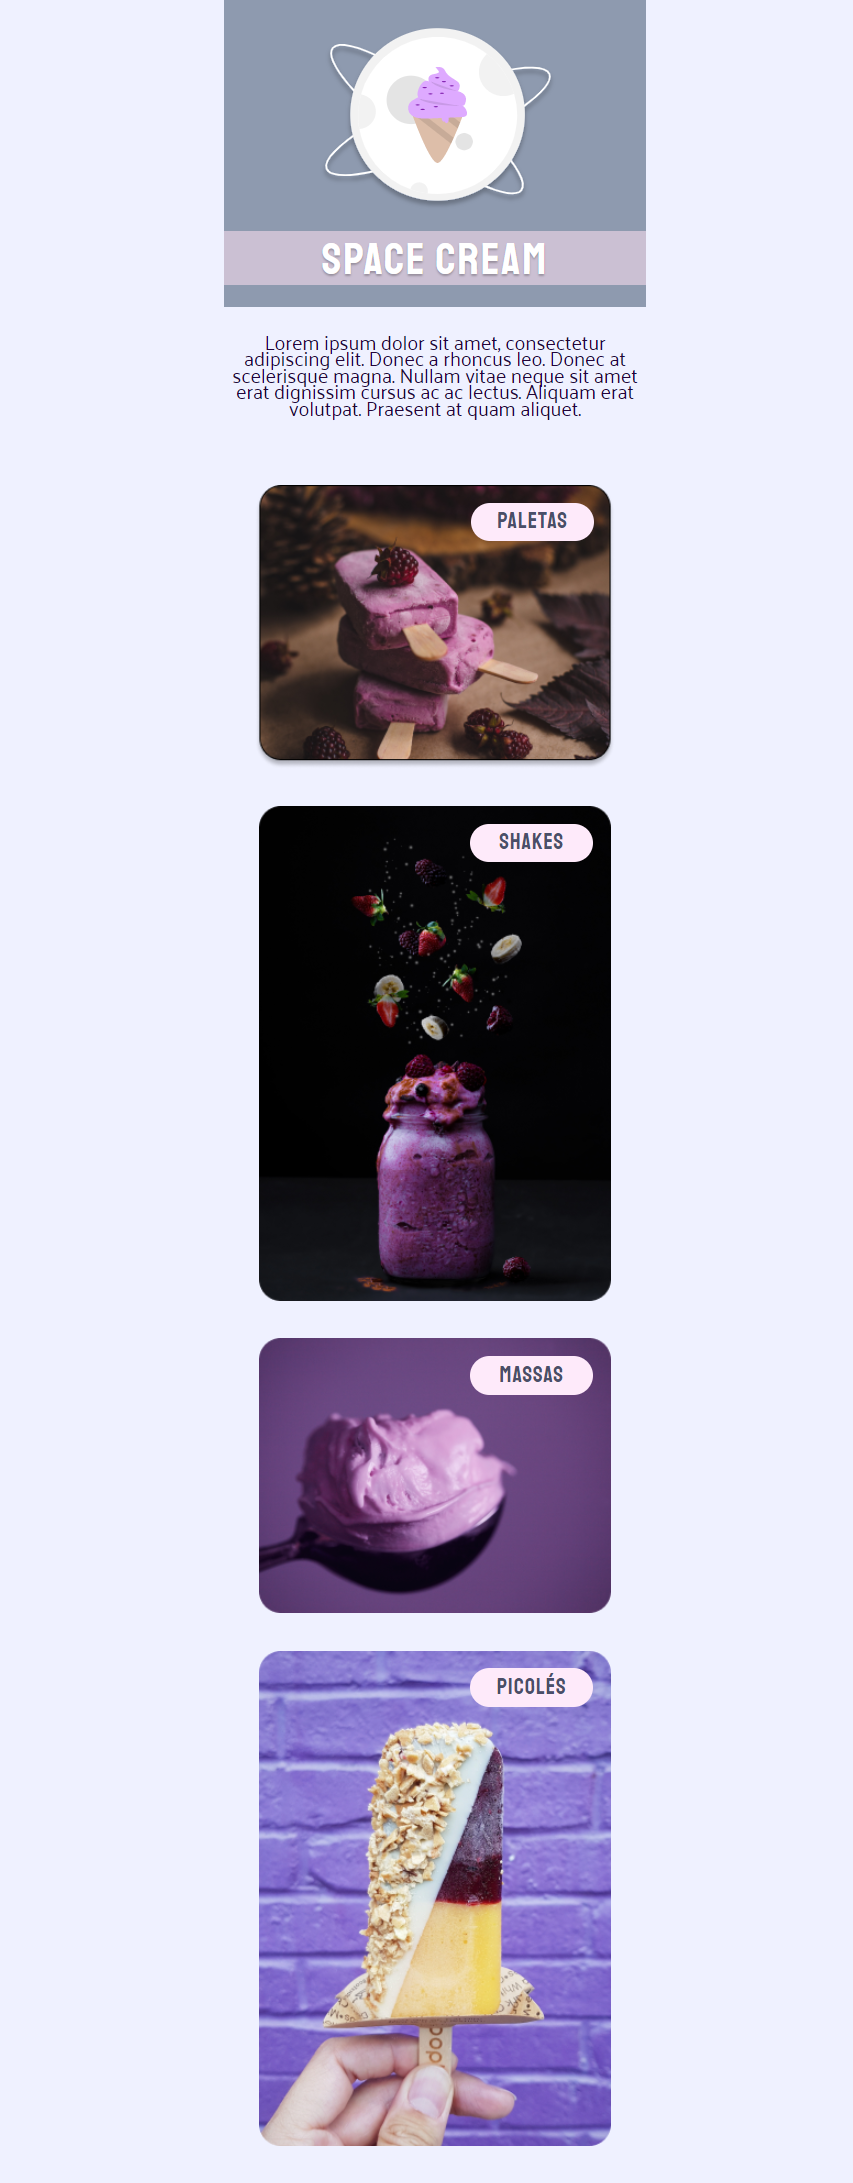 SPACE CREAM
Lorem ipsum dolor sit amet, consectetur
adipiscing elit. Donec a rhoncus leo. Donec at
scelerisque magna. Nullam vitae neque sit amet
erat dignissim cursus ac ac lectus. Aliquam erat
volutpat. Praesent at quam aliquet.
PALETAS
SHAKES
MASSAS
PICOLÉS